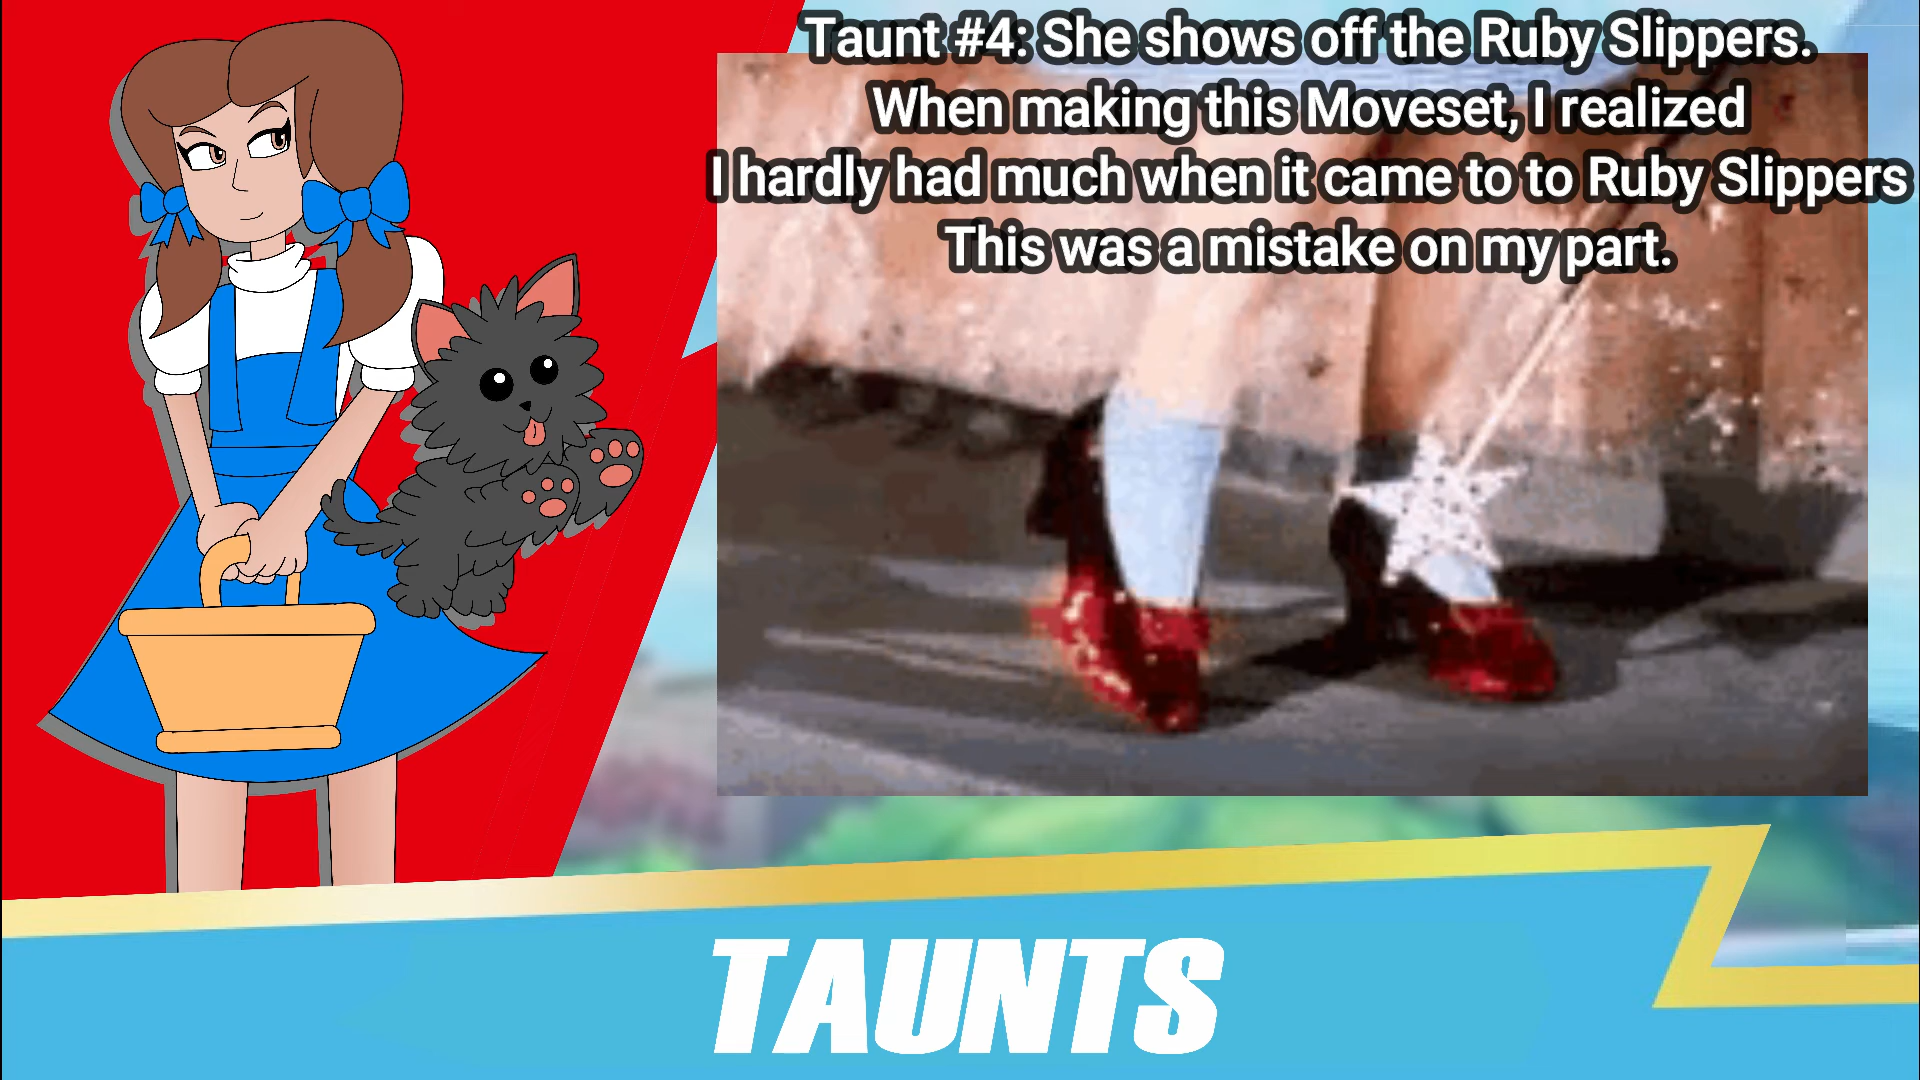 Taunt #4: She shows off the Ruby Slippers.
When making this Moveset, I realized
I hardly had much when it came to to Ruby Slippers
This was a mistake on my part.
TAUNTS